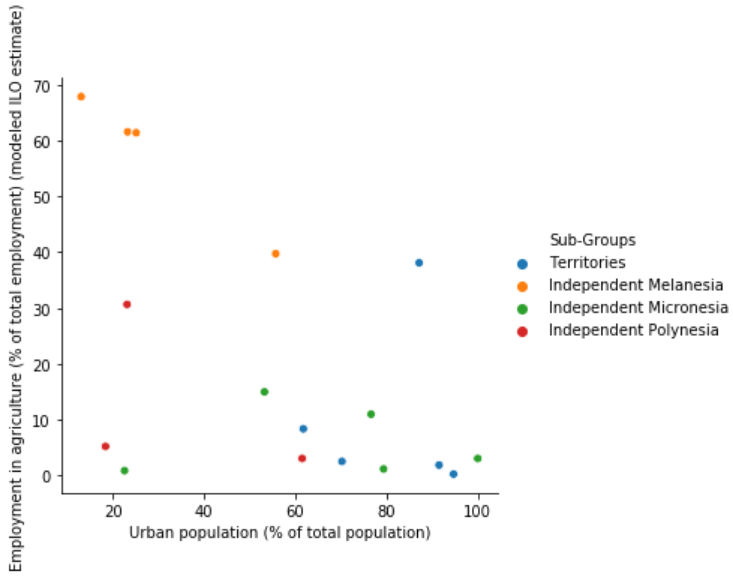 Employment in agriculture (% of total employment) (modeled ILO estimate)
70
60
50
40
30
20
10
0
20
40
60
80
100
Urban population (% of total population)
Sub-Groups
Territories
Independent Melanesia
Independent Micronesia
Independent Polynesia